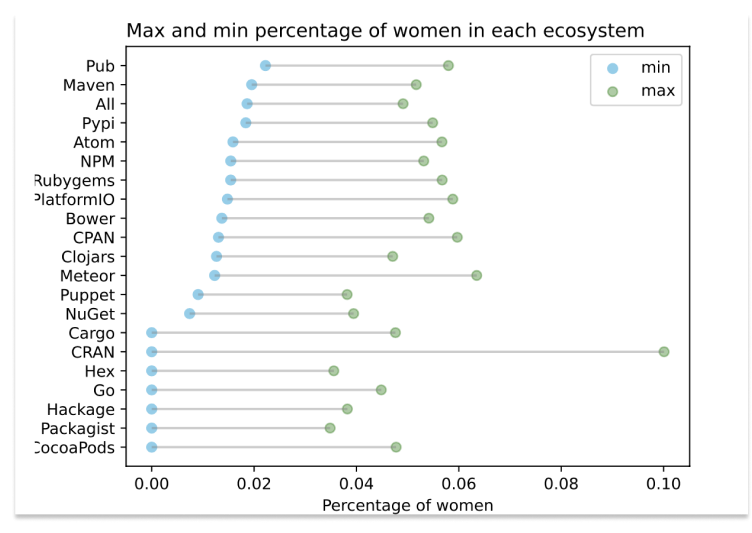 Max and min percentage of women in each ecosystem
min
max
Pub
Maven
All
Pypi
Atom
NPM
Rubygems
PlatformIO
Bower
CPAN
Clojars
Meteor
Puppet
NuGet
Cargo
CRAN
Hex
Go
Hackage
Packagist
CocoaPods
0.00 0.02 0.04 0.06 0.08 0.10
Percentage of women